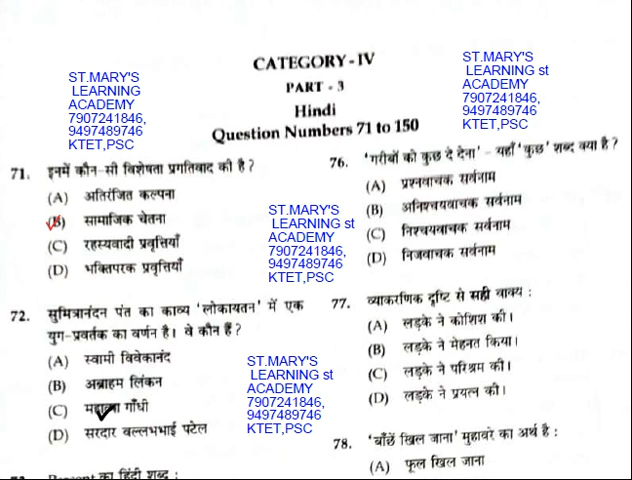 CATEGORY - IV
PART - 3
Hindi
Question Numbers 71 to 150
ST.MARY'S
LEARNING
ACADEMY
7907241846,
9497489746
KTET,PSC
ST.MARY'S
LEARNING st
ACADEMY
7907241846,
9497489746
KTET,PSC
71. इनमें कौन-सी विशेषता प्रगतिवाद की है ?
(A) अतिरंजित कल्पना
(B) सामाजिक चेतना
(C) रहस्यवादी प्रवृत्तियाँ
(D) भक्तिपरक प्रवृत्तियाँ
ST.MARY'S
LEARNING st
ACADEMY
7907241846,
9497489746
KTET,PSC
72. सुमित्रानंदन पंत का काव्य 'लोकायतन' में एक
युग-प्रवर्तक का वर्णन है। वे कौन हैं ?
(A) स्वामी विवेकानंद
(B) अब्राहम लिंकन
(C) महात्मा गाँधी
(D) सरदार वल्लभभाई पटेल
ST.MARY'S
LEARNING st
ACADEMY
7907241846,
9497489746
KTET,PSC
का हिंदी शब्द :
76. 'गरीबों को कुछ दे देना' - यहाँ 'कुछ' शब्द क्या है ?
(A) प्रश्नवाचक सर्वनाम
(B) अनिश्चयवाचक सर्वनाम
(C) निश्चयवाचक सर्वनाम
(D) निजवाचक सर्वनाम
77. व्याकरणिक दृष्टि से सही वाक्य :
(A) लड़के ने कोशिश की।
(B) लड़के ने मेहनत किया।
(C) लड़के ने परिश्रम की।
(D) लड़के ने प्रयत्न की।
78. 'बाँछें खिल जाना' मुहावरे का अर्थ है :
(A) फूल खिल जाना